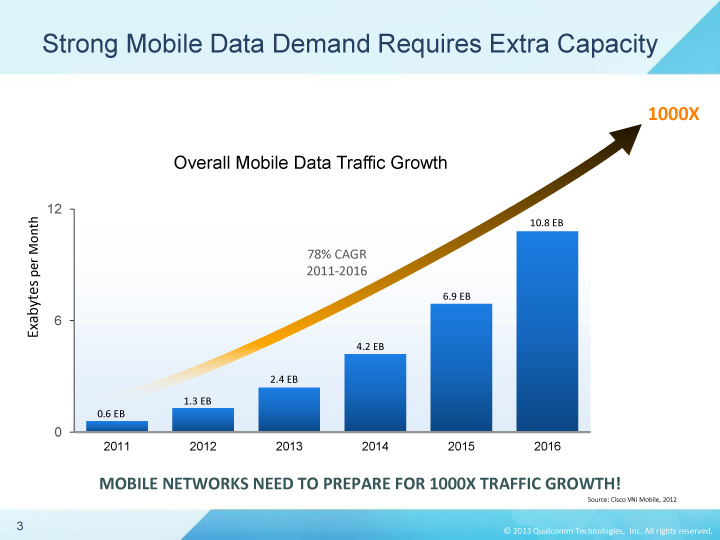 Strong Mobile Data Demand Requires Extra Capacity
1000X
Overall Mobile Data Traffic Growth
12
10.8 EB
Exabytes per Month
78% CAGR
2011-2016
6.9 EB
6
4.2 EB
2.4 EB
1.3 EB
0.6 EB
0
2011 2012 2013 2014 2015 2016
MOBILE NETWORKS NEED TO PREPARE FOR 1000X TRAFFIC GROWTH!
Source: Cisco VNI Mobile, 2012
3
© 2013 Qualcomm Technologies, Inc. All rights reserved.